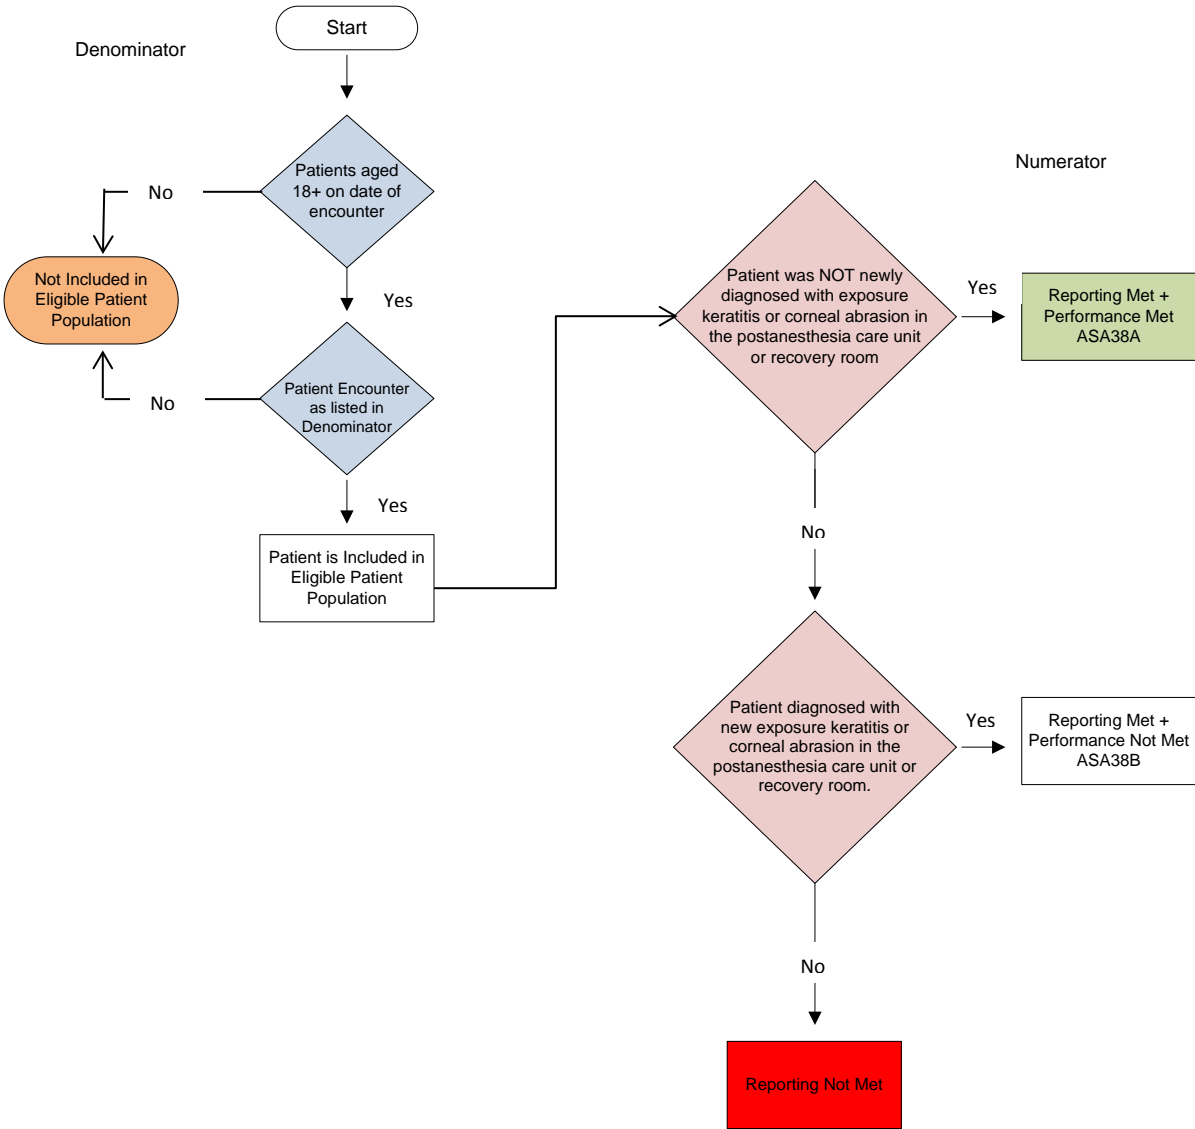 Start
Denominator
Patients aged
18+ on date of
encounter
No
Not Included in
Eligible Patient
Population
Yes
Patient Encounter
as listed in
Denominator
No
Yes
Patient is Included in
Eligible Patient
Population
Numerator
Patient was NOT newly
diagnosed with exposure
keratitis or corneal abrasion in
the postanesthesia care unit
or recovery room
Yes
Reporting Met +
Performance Met
ASA38A
No
Patient diagnosed with
new exposure keratitis or
corneal abrasion in the
postanesthesia care unit or
recovery room.
Yes
Reporting Met +
Performance Not Met
ASA38B
No
Reporting Not Met